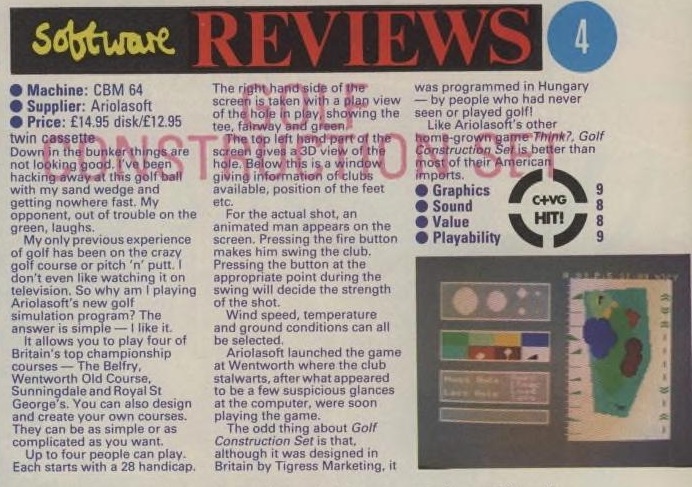 software REVIEWS 4
GOLF
CONSTRUCTION SET
● Machine: CBM 64
● Supplier: Ariolasoft
● Price: £14.95 disk/£12.95
twin cassette
Down in the bunker things are
not looking good. I've been
hacking away at this golf ball
with my sand wedge and
getting nowhere fast. My
opponent, out of trouble on the
green, laughs.
My only previous experience
of golf has been on the crazy
golf course or pitch 'n' putt. I
don't even like watching it on
television. So why am I playing
Ariolasoft's new golf
simulation program? The
answer is simple — I like it.
It allows you to play four of
Britain's top championship
courses — The Belfry,
Wentworth Old Course,
Sunningdale and Royal St
George's. You can also design
and create your own courses.
They can be as simple or as
complicated as you want.
Up to four people can play.
Each starts with a 28 handicap.
The right hand side of the
screen is taken with a plan view
of the hole in full, showing the
tee, fairway and green.
The top left hand part of the
screen gives a 3D view of the
hole. Below this is a window
giving information of clubs
available, position of the feet
etc.
For the actual shot, an
animated man appears on the
screen. Pressing the fire button
makes him swing the club.
Pressing the button at the
appropriate point during the
swing will decide the strength
of the shot.
Wind speed, temperature
and ground conditions can all
be selected.
Ariolasoft launched the game
at Wentworth where the club
stalwarts, after what appeared
to be a few suspicious glances
at the computer, were soon
playing the game.
The odd thing about Golf
Construction Set is that,
although it was designed in
Britain by Tigress Marketing, it
was programmed in Hungary
— by people who had never
seen or played golf!
Like Ariolasoft's other
home-grown game Think?, Golf
Construction Set is better than
most of their American
imports.
● Graphics 9
● Sound 8
● Value 8
● Playability 9
C+VG
HIT!